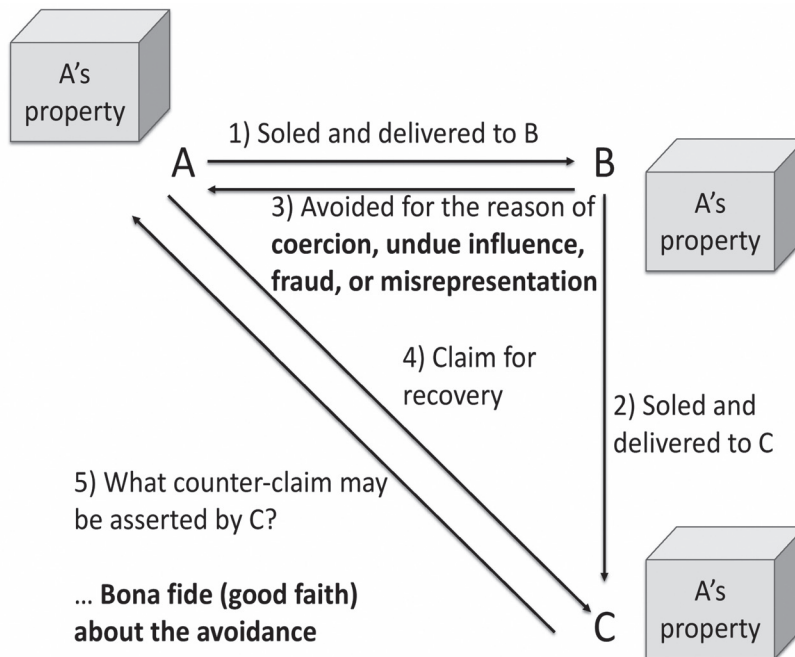 A's
property
1) Soled and delivered to B
A
B
3) Avoided for the reason of
coercion, undue influence,
fraud, or misrepresentation
A's
property
4) Claim for
recovery
2) Soled and
delivered to C
5) What counter-claim may
be asserted by C?
... Bona fide (good faith)
about the avoidance
C
A's
property